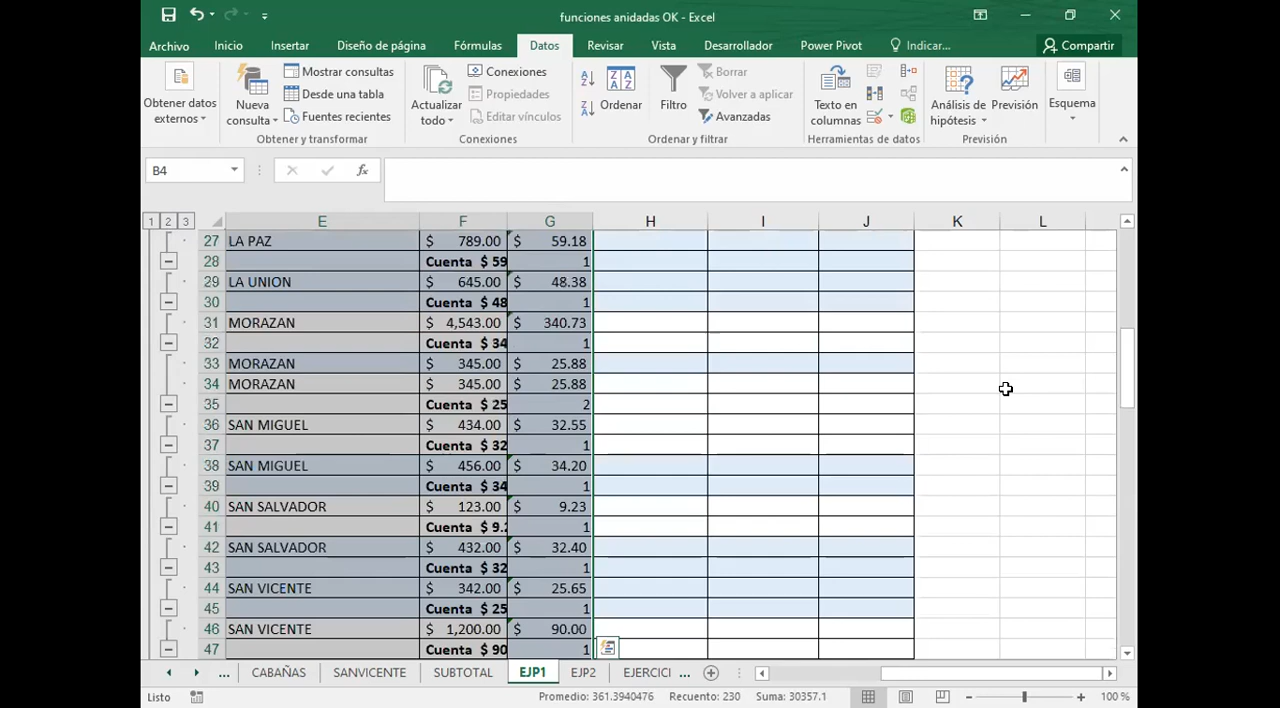 funciones anidadas OK - Excel
Archivo Inicio Insertar Diseño de página Fórmulas Datos Revisar Vista Desarrollador Power Pivot Indicar... Compartir
Obtener datos externos
Nueva consulta
Mostrar consultas
Desde una tabla
Fuentes recientes
Obtener y transformar
Actualizar todo
Conexiones
Propiedades
Editar vínculos
Conexiones
Ordenar
Filtro
Borrar
Volver a aplicar
Avanzadas
Ordenar y filtrar
Texto en columnas
Herramientas de datos
Análisis de hipótesis
Previsión
Previsión
Esquema
B4 fx
1 2 3 E F G H I J K L
27 LA PAZ $ 789.00 $ 59.18
28 Cuenta $ 59 1
29 LA UNION $ 645.00 $ 48.38
30 Cuenta $ 48 1
31 MORAZAN $ 4,543.00 $ 340.73
32 Cuenta $ 34 1
33 MORAZAN $ 345.00 $ 25.88
34 MORAZAN $ 345.00 $ 25.88
35 Cuenta $ 25 2
36 SAN MIGUEL $ 434.00 $ 32.55
37 Cuenta $ 32 1
38 SAN MIGUEL $ 456.00 $ 34.20
39 Cuenta $ 34 1
40 SAN SALVADOR $ 123.00 $ 9.23
41 Cuenta $ 9.2 1
42 SAN SALVADOR $ 432.00 $ 32.40
43 Cuenta $ 32 1
44 SAN VICENTE $ 342.00 $ 25.65
45 Cuenta $ 25 1
46 SAN VICENTE $ 1,200.00 $ 90.00
47 Cuenta $ 90 1
... CABAÑAS SANVICENTE SUBTOTAL EJP1 EJP2 EJERCICI ...
Listo Promedio: 361.3940476 Recuento: 230 Suma: 30357.1 100 %